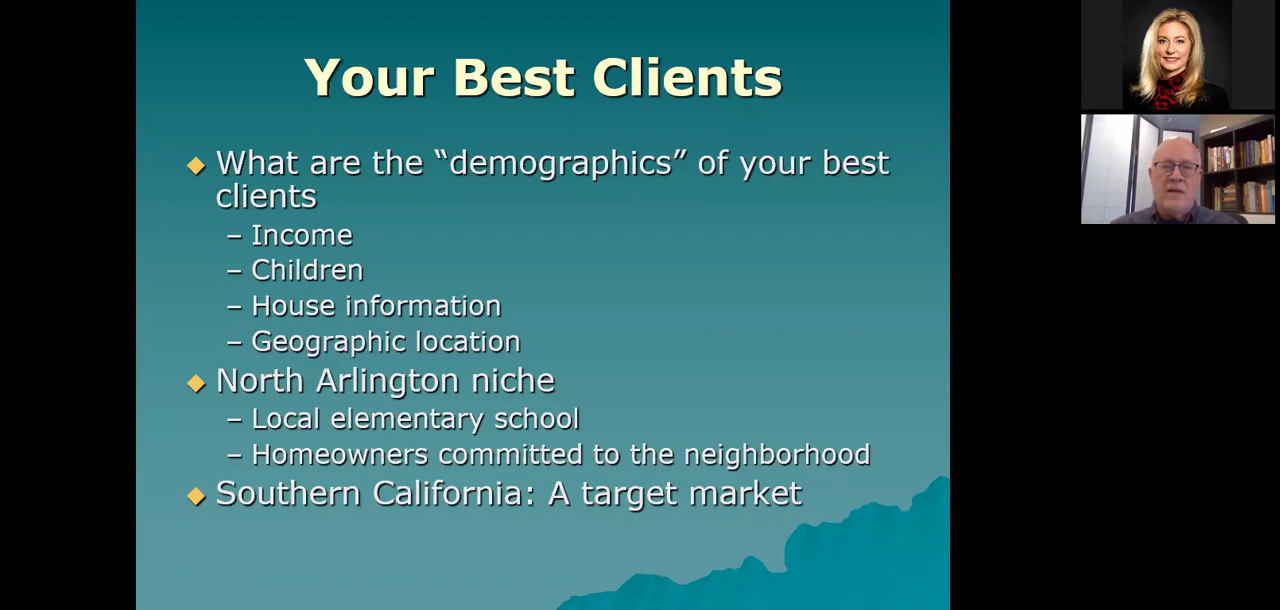 Your Best Clients
◆ What are the “demographics” of your best
clients
– Income
– Children
– House information
– Geographic location
◆ North Arlington niche
– Local elementary school
– Homeowners committed to the neighborhood
◆ Southern California: A target market